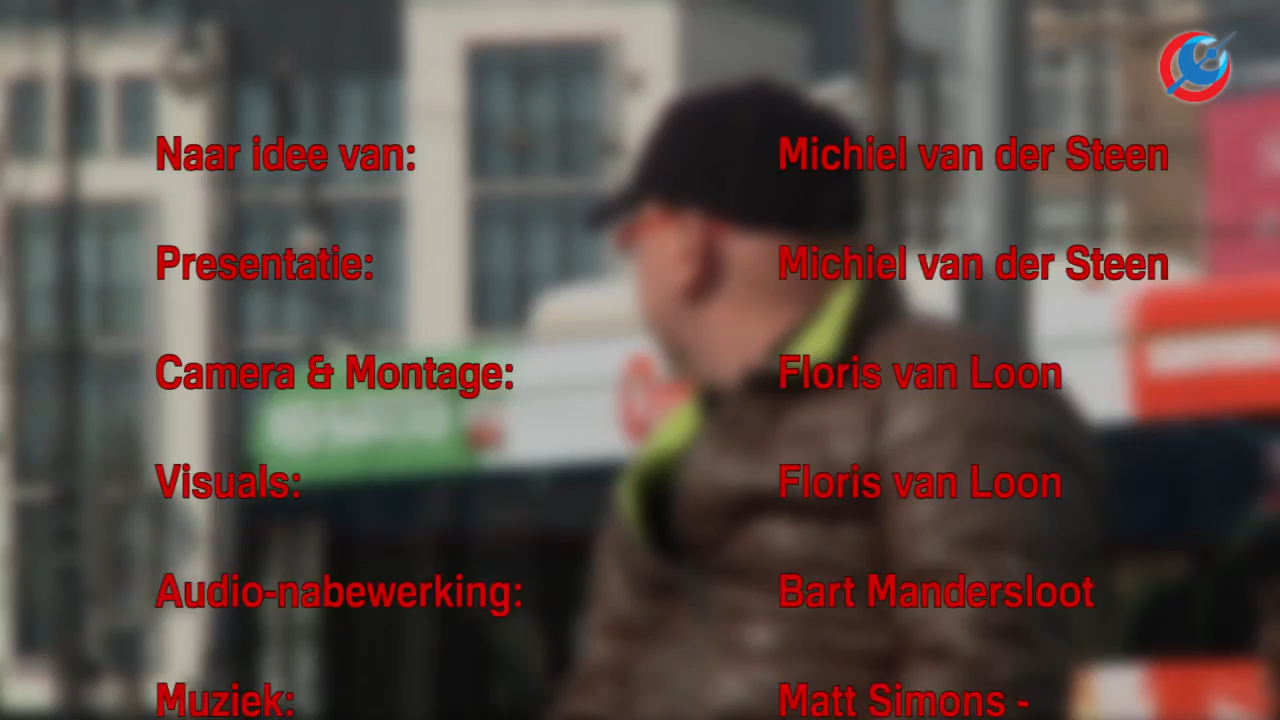 Naar idee van: Michiel van der Steen
Presentatie: Michiel van der Steen
Camera & Montage: Floris van Loon
Visuals: Floris van Loon
Audio-nabewerking: Bart Mandersloot
Muziek: Matt Simons -